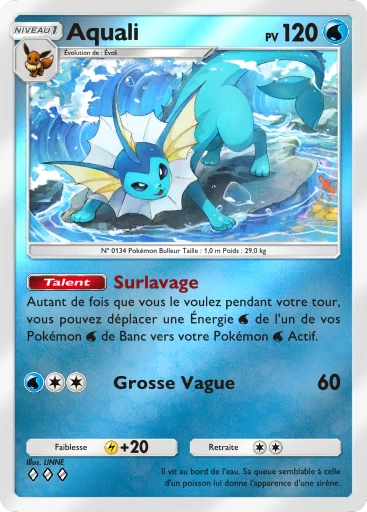 NIVEAU 1
Aquali
PV 120
Évolution de : Évoli
N° 0134 Pokémon Bulleur Taille : 1,0 m Poids : 29,0 kg
Talent Surlavage
Autant de fois que vous le voulez pendant votre tour,
vous pouvez déplacer une Énergie de l'un de vos
Pokémon de Banc vers votre Pokémon Actif.
Grosse Vague 60
Faiblesse +20 Retraite
Illus. LINNE
Il vit au bord de l'eau. Sa queue semblable à celle
d'un poisson lui donne l'apparence d'une sirène.